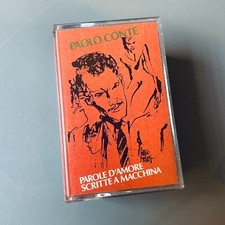 PAOLO CONTE
PAROLE D'AMORE
SCRITTE A MACCHINA